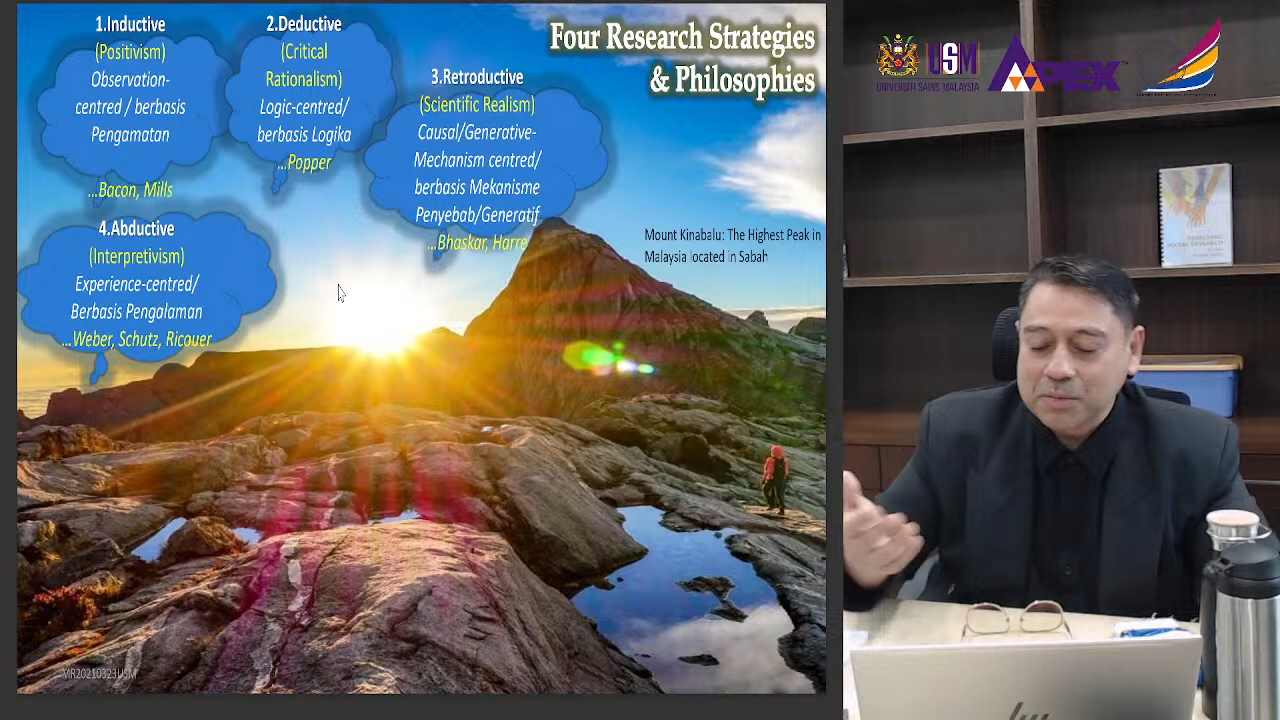 Four Research Strategies
& Philosophies
1.Inductive
(Positivism)
Observation-
centred / berbasis
Pengamatan
...Bacon, Mills
2.Deductive
(Critical
Rationalism)
Logic-centred/
berbasis Logika
...Popper
3.Retroductive
(Scientific Realism)
Causal/Generative-
Mechanism centred/
berbasis Mekanisme
Penyebab/Generatif
...Bhaskar, Harre
4.Abductive
(Interpretivism)
Experience-centred/
Berbasis Pengalaman
...Weber, Schutz, Ricouer
Mount Kinabalu: The Highest Peak in
Malaysia located in Sabah
MR20210323USM
USM
UNIVERSITI SAINS MALAYSIA
APEX
hp